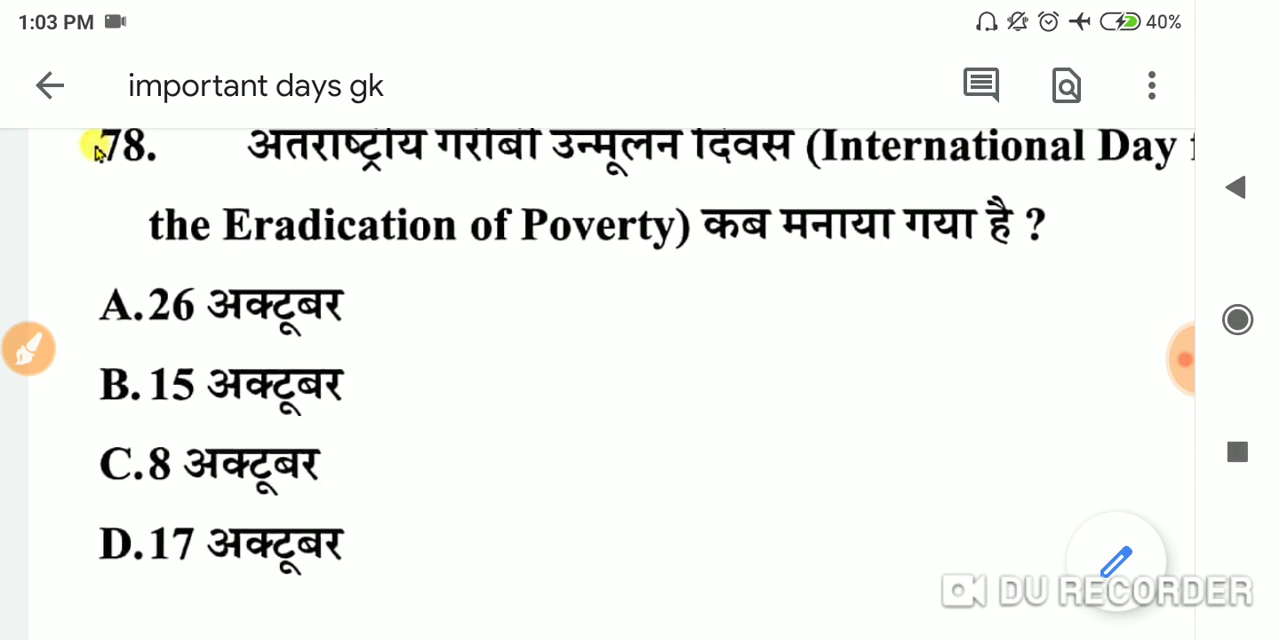 1:03 PM
40%
important days gk
78. अंतर्राष्ट्रीय गरीबी उन्मूलन दिवस (International Day
the Eradication of Poverty) कब मनाया गया है ?
A. 26 अक्टूबर
B. 15 अक्टूबर
C. 8 अक्टूबर
D. 17 अक्टूबर
DU RECORDER